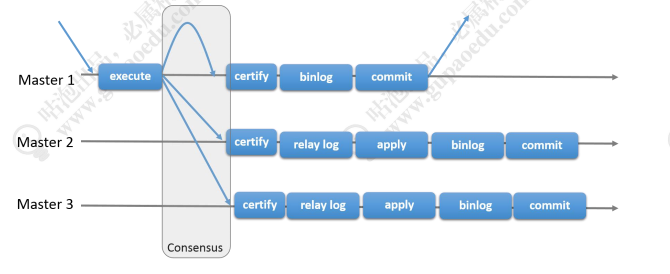 Master 1 execute certify binlog commit
Master 2 certify relay log apply binlog commit
Master 3 certify relay log apply binlog commit
Consensus